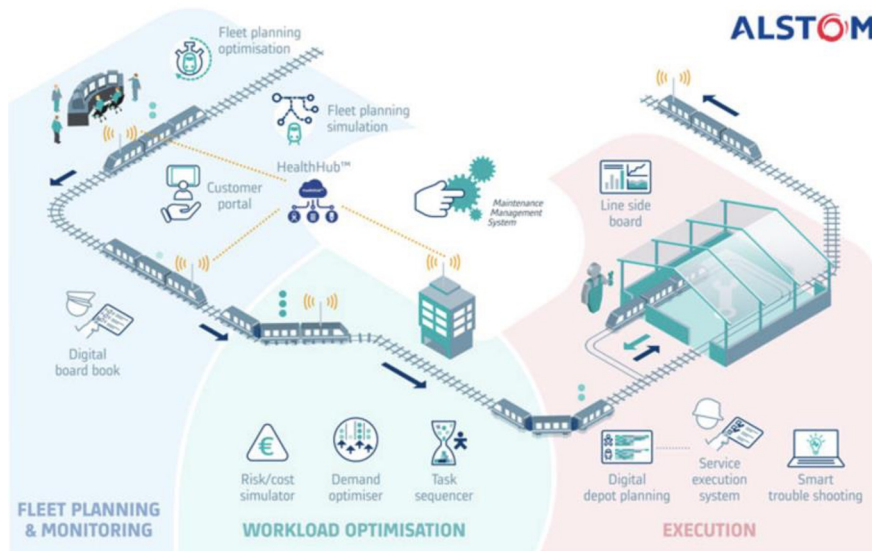 ALSTOM
Fleet planning
optimisation
Fleet planning
simulation
HealthHub™
Customer
portal
Maintenance
Management
System
Line side
board
Digital
board book
Risk/cost
simulator
Demand
optimiser
Task
sequencer
Digital
depot planning
Service
execution
system
Smart
trouble shooting
FLEET PLANNING
& MONITORING
WORKLOAD OPTIMISATION
EXECUTION